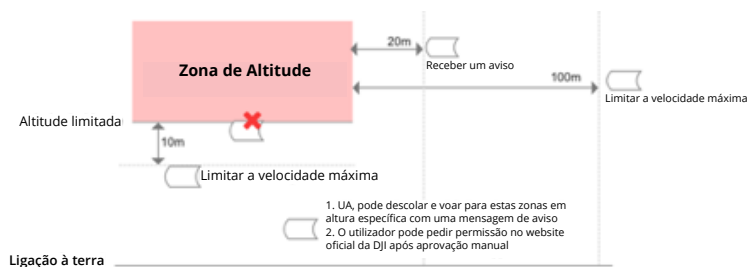 20m
Receber um aviso
Zona de Altitude
100m
Limitar a velocidade máxima
Altitude limitada
10m
Limitar a velocidade máxima
1. UA, pode descolar e voar para estas zonas em
altura específica com uma mensagem de aviso
2. O utilizador pode pedir permissão no website
oficial da DJI após aprovação manual
Ligação à terra